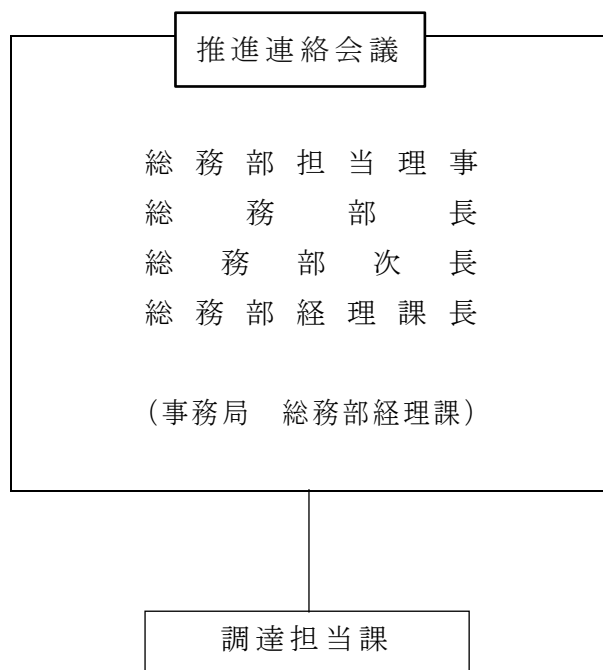 推進連絡会議
総務部担当理事
総務部長
総務部次長
総務部経理課長
（事務局　総務部経理課）
調達担当課